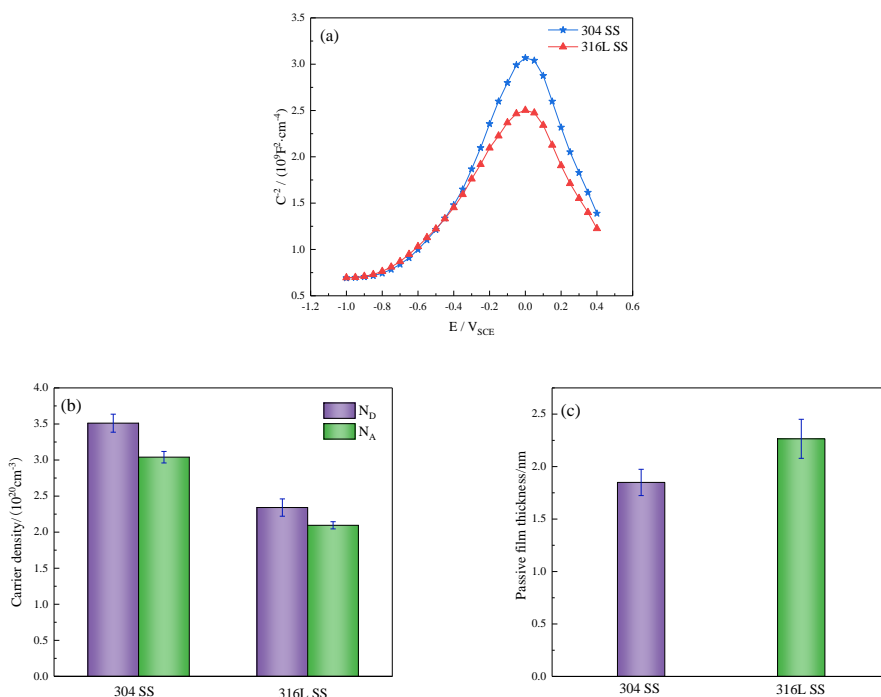 (a)
304 SS
316L SS
3.5
3.0
2.5
2.0
1.5
1.0
0.5
C⁻² / (10⁹F²·cm⁻⁴)
-1.2 -1.0 -0.8 -0.6 -0.4 -0.2 0.0 0.2 0.4 0.6
E / V_SCE
(b)
N_D
N_A
4.0
3.5
3.0
2.5
2.0
1.5
1.0
0.5
0.0
Carrier density/ (10²⁰cm⁻³)
304 SS 316L SS
(c)
2.5
2.0
1.5
1.0
0.5
0.0
Passive film thickness/nm
304 SS 316L SS